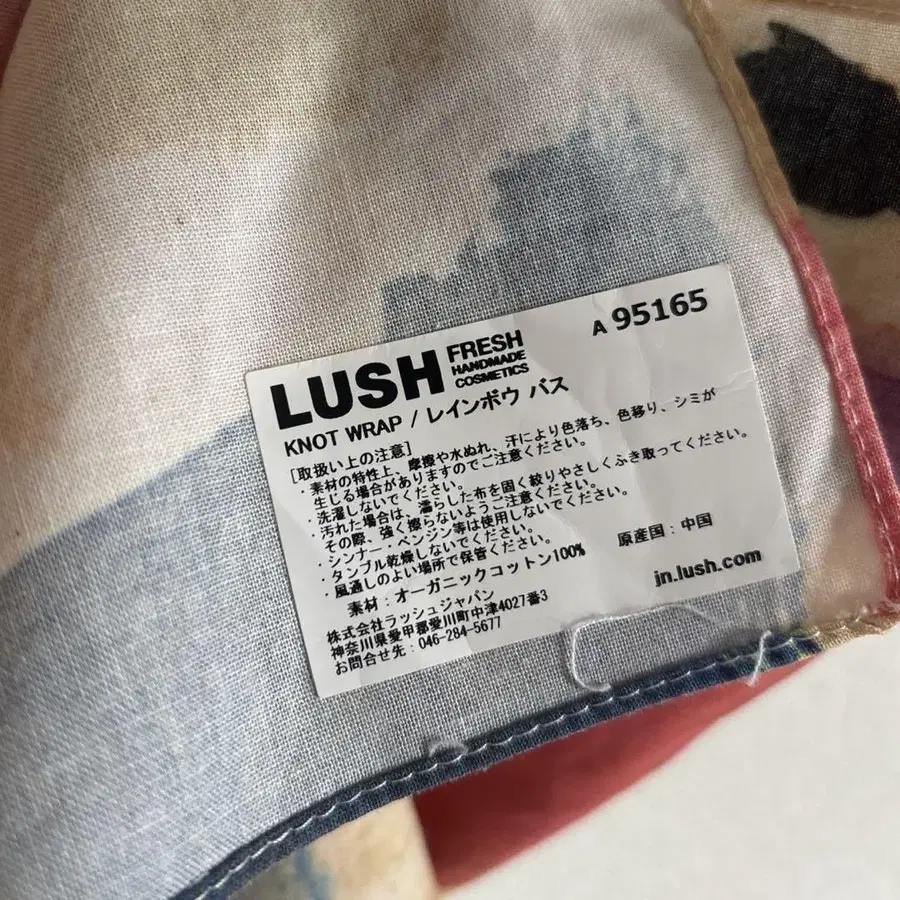 LUSH FRESH HANDMADE COSMETICS
A 95165
KNOT WRAP / レインボウ バス
[取扱い上の注意]
・素材の特性上、摩擦や水ぬれ、汗により色落ち、色移り、シミが
生じる場合がありますのでご注意ください。
・洗濯しないでください。
・汚れた場合は、濡らした布を固く絞りやさしくふき取ってください。
その際、強く擦らないようご注意ください。
・シンナー・ベンジン等は使用しないでください。
・タンブル乾燥しないでください。
・風通しのよい場所で保管ください。
素材：オーガニックコットン100%
原産国：中国
株式会社ラッシュジャパン
神奈川県愛甲郡愛川町中津4027番3
お問合せ先：046-284-5677
jn.lush.com